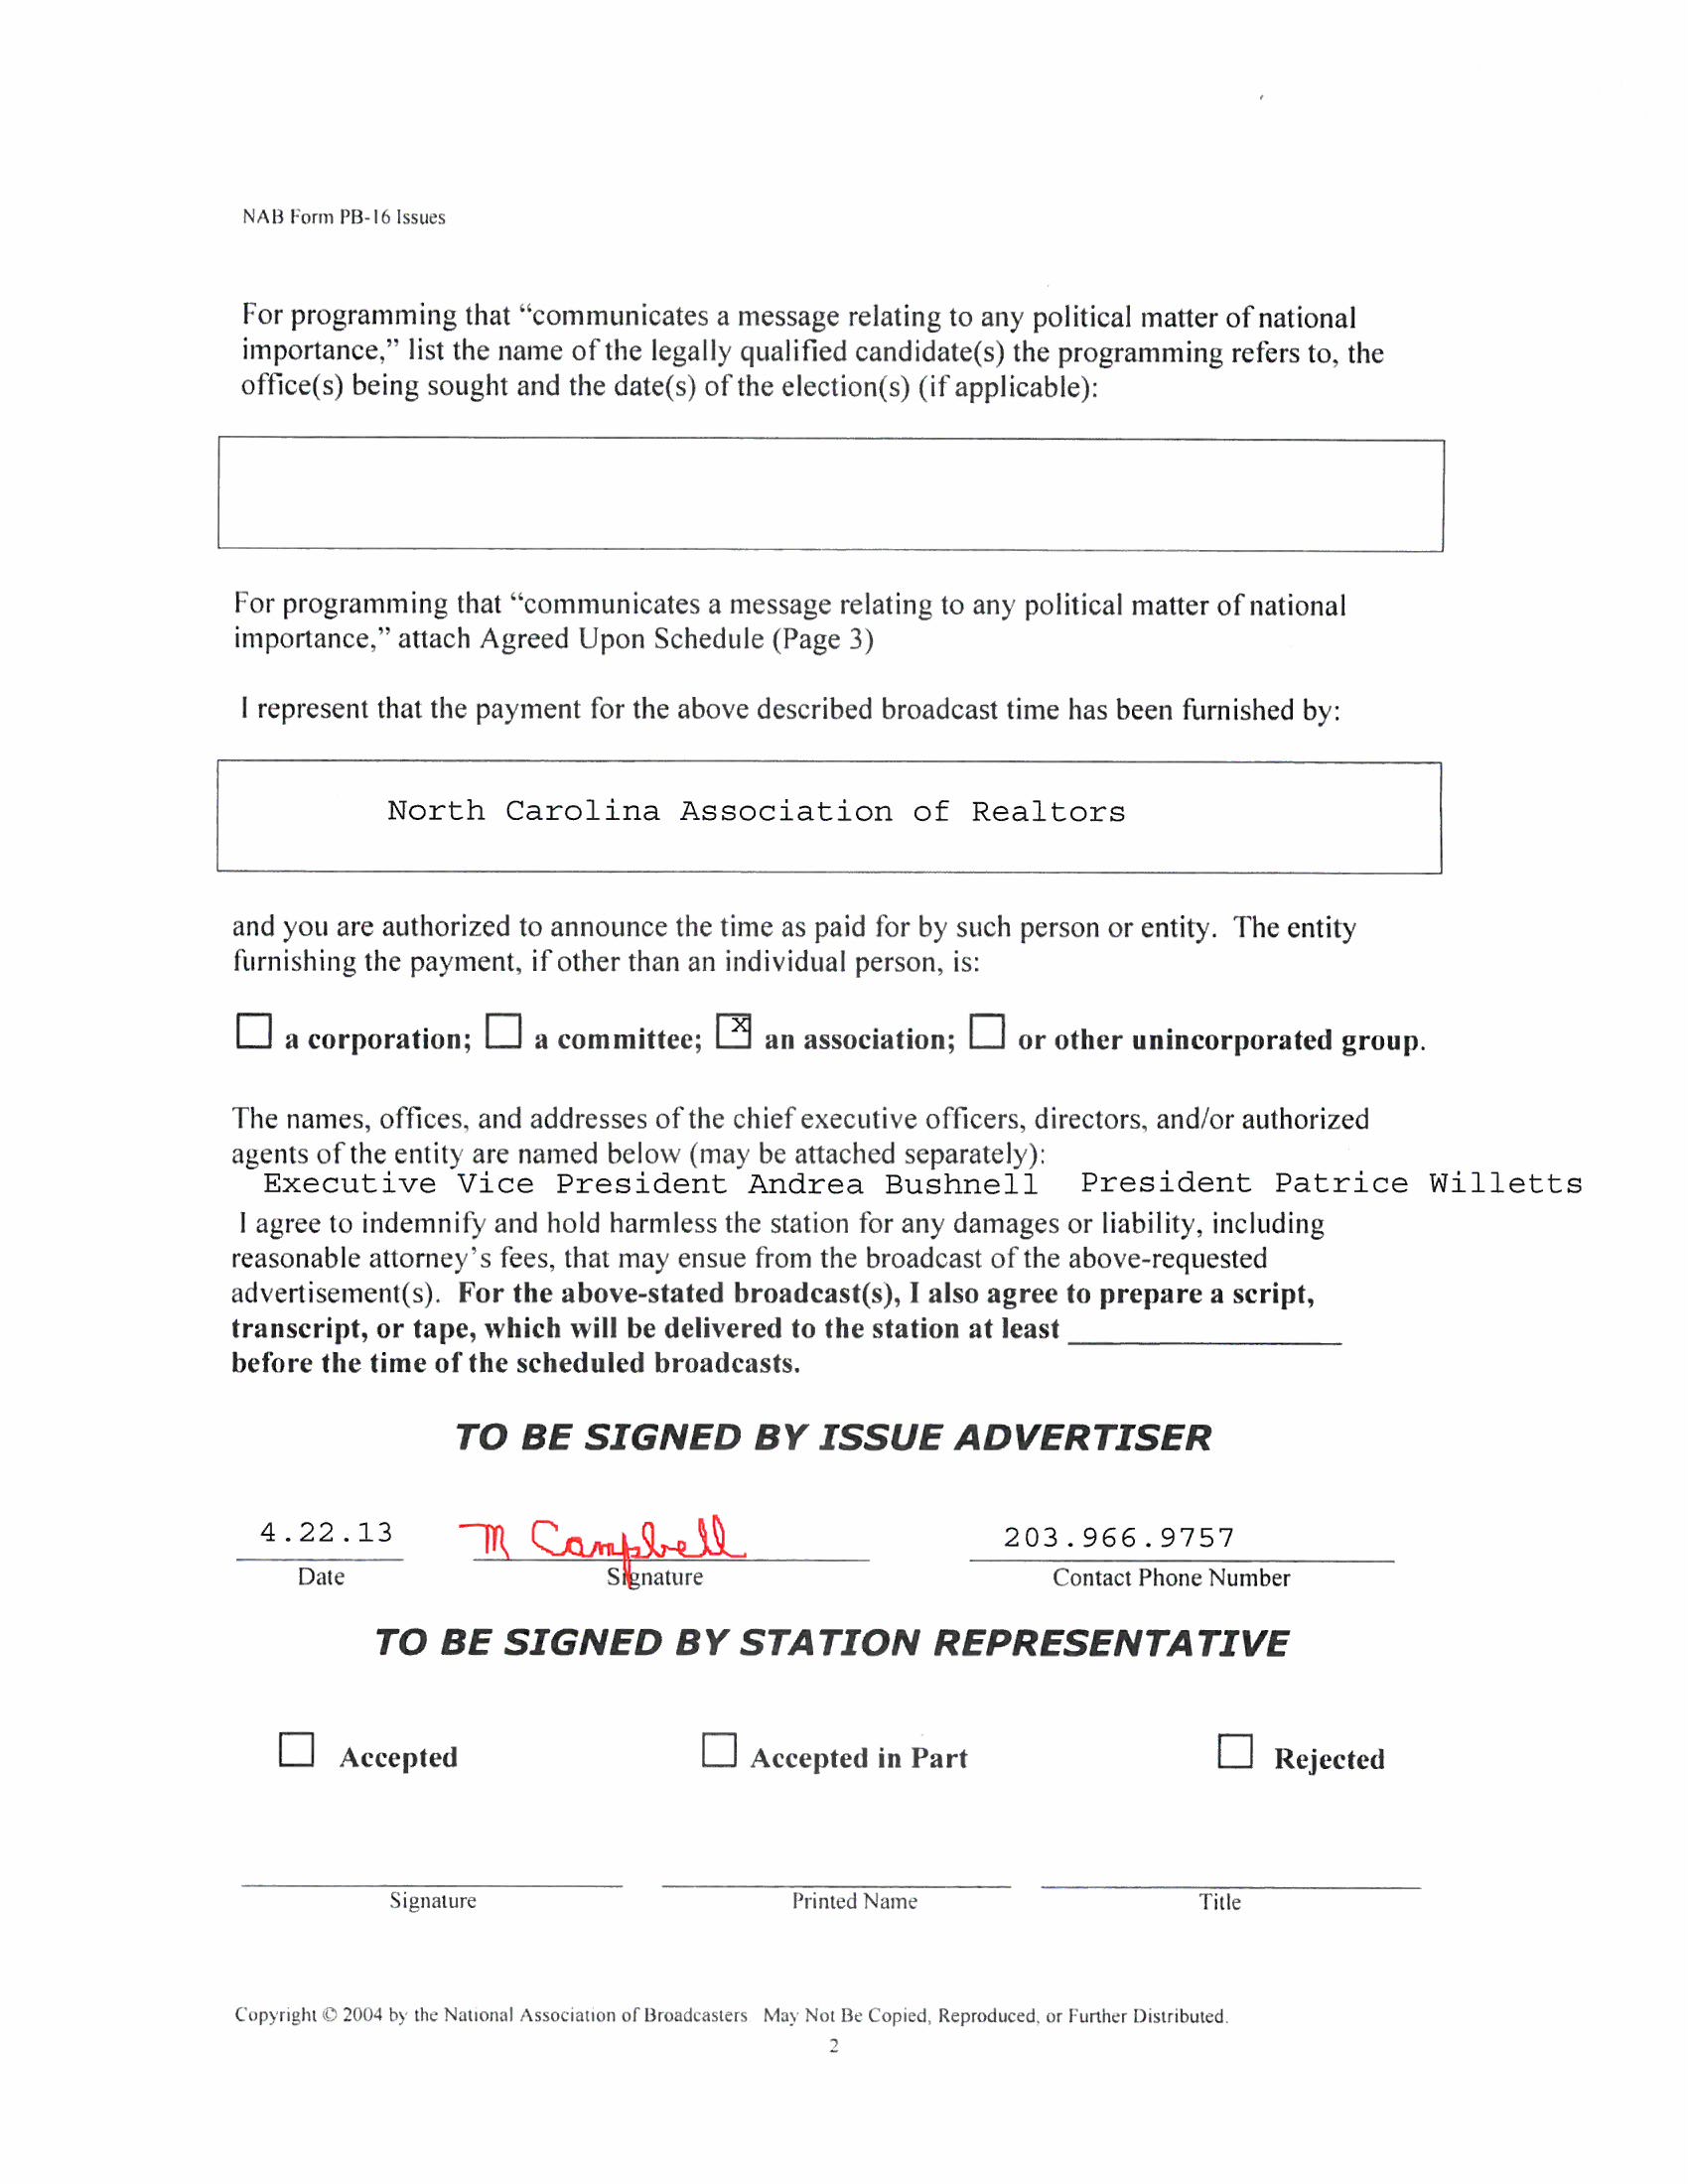 NAB Form PB-16 Issues
For programming that “communicates a message relating to any political matter of national
importance,” list the name of the legally qualified candidate(s) the programming refers to, the
office(s) being sought and the date(s) of the election(s) (if applicable):
For programming that “communicates a message relating to any political matter of national
importance,” attach Agreed Upon Schedule (Page 3)
I represent that the payment for the above described broadcast time has been furnished by:
North Carolina Association of Realtors
and you are authorized to announce the time as paid for by such person or entity. The entity
furnishing the payment, if other than an individual person, is:
☐ a corporation; ☐ a committee; ☒ an association; ☐ or other unincorporated group.
The names, offices, and addresses of the chief executive officers, directors, and/or authorized
agents of the entity are named below (may be attached separately):
Executive Vice President Andrea Bushnell President Patrice Willetts
I agree to indemnify and hold harmless the station for any damages or liability, including
reasonable attorney’s fees, that may ensue from the broadcast of the above-requested
advertisement(s). For the above-stated broadcast(s), I also agree to prepare a script,
transcript, or tape, which will be delivered to the station at least
before the time of the scheduled broadcasts.
TO BE SIGNED BY ISSUE ADVERTISER
4.22.13 M Campbell 203.966.9757
Date Signature Contact Phone Number
TO BE SIGNED BY STATION REPRESENTATIVE
☐ Accepted ☐ Accepted in Part ☐ Rejected
Signature Printed Name Title
Copyright © 2004 by the National Association of Broadcasters May Not Be Copied, Reproduced, or Further Distributed.
2